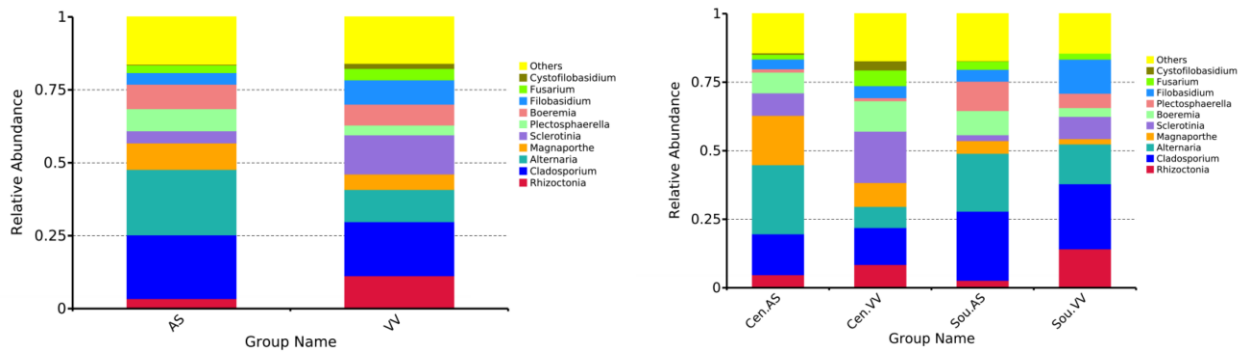 1
0.75
0.5
0.25
0
Relative Abundance
AS
VV
Group Name
Others
Cystofilobasidium
Fusarium
Filobasidium
Boeremia
Plectosphaerella
Sclerotinia
Magnaporthe
Alternaria
Cladosporium
Rhizoctonia
1
0.75
0.5
0.25
0
Relative Abundance
Cen.AS
Cen.VV
Sou.AS
Sou.VV
Group Name
Others
Cystofilobasidium
Fusarium
Filobasidium
Plectosphaerella
Boeremia
Sclerotinia
Magnaporthe
Alternaria
Cladosporium
Rhizoctonia